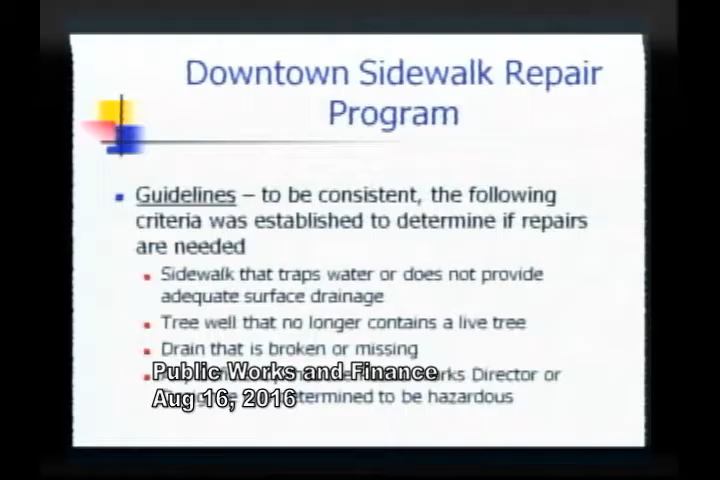 Downtown Sidewalk Repair
Program
Guidelines – to be consistent, the following
criteria was established to determine if repairs
are needed
Sidewalk that traps water or does not provide
adequate surface drainage
Tree well that no longer contains a live tree
Drain that is broken or missing
Director or
determined to be hazardous
Public Works and Finance
Aug 16, 2016